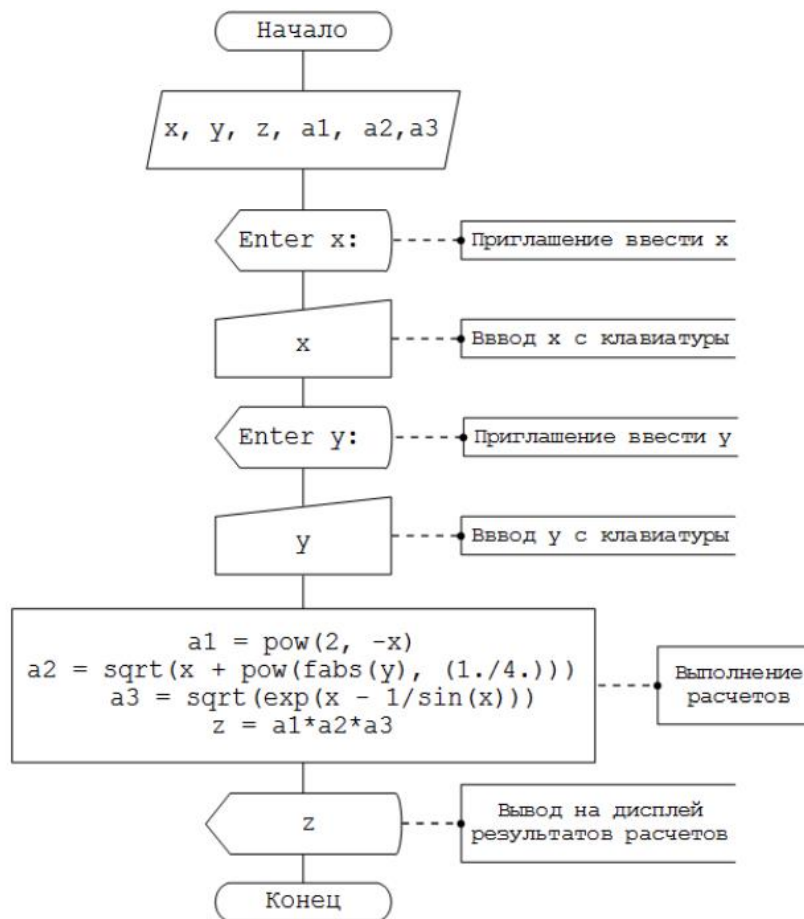 Начало
x, y, z, a1, a2,a3
Enter x:
Приглашение ввести x
x
Вввод x с клавиатуры
Enter y:
Приглашение ввести y
y
Вввод y с клавиатуры
a1 = pow(2, -x)
a2 = sqrt(x + pow(fabs(y), (1./4.)))
a3 = sqrt(exp(x - 1/sin(x)))
z = a1*a2*a3
Выполнение
расчетов
z
Вывод на дисплей
результатов расчетов
Конец